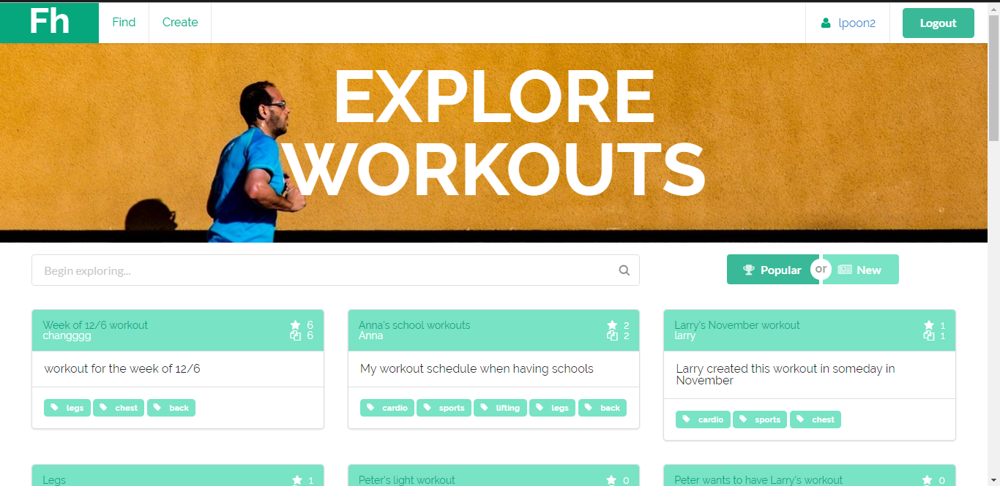 Fh
Find
Create
lpoon2
Logout
EXPLORE
WORKOUTS
Begin exploring...
Popular
or
New
Week of 12/6 workout
6
changggg
6
workout for the week of 12/6
legs
chest
back
Anna's school workouts
2
Anna
2
My workout schedule when having schools
cardio
sports
lifting
legs
back
Larry's November workout
1
larry
1
Larry created this workout in someday in
November
cardio
sports
chest
Legs
1
Peter's light workout
0
Peter wants to have Larry's workout
0